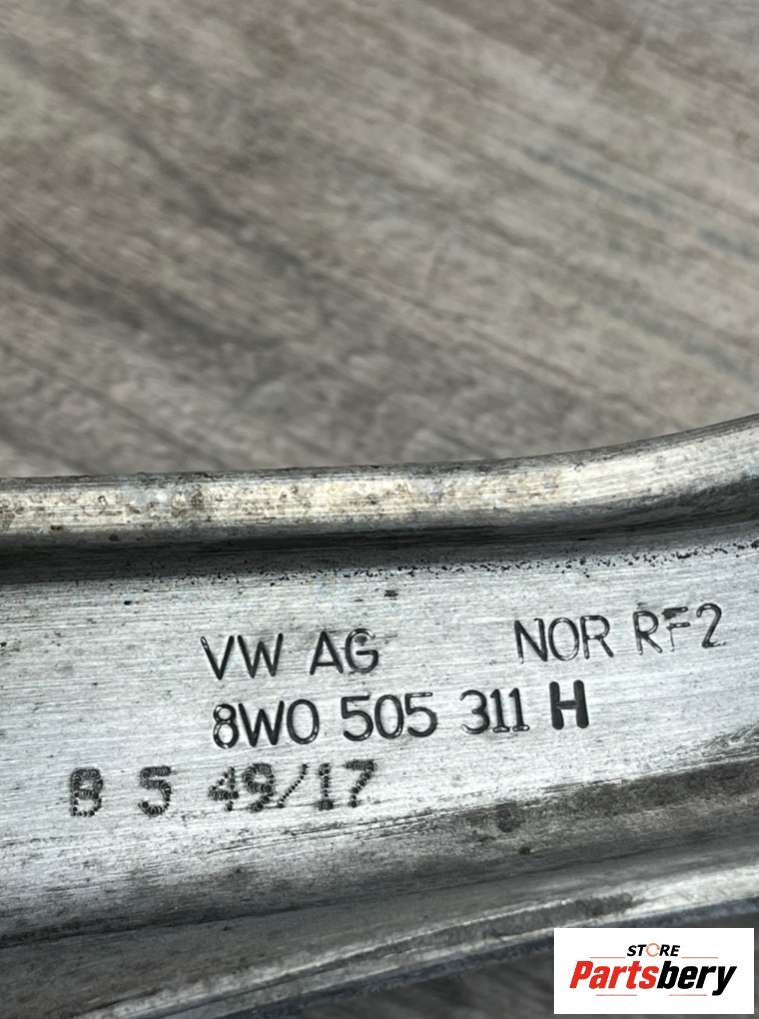 VW AG NOR RF2
8W0 505 311 H
B 5 49/17
STORE
Partsbery